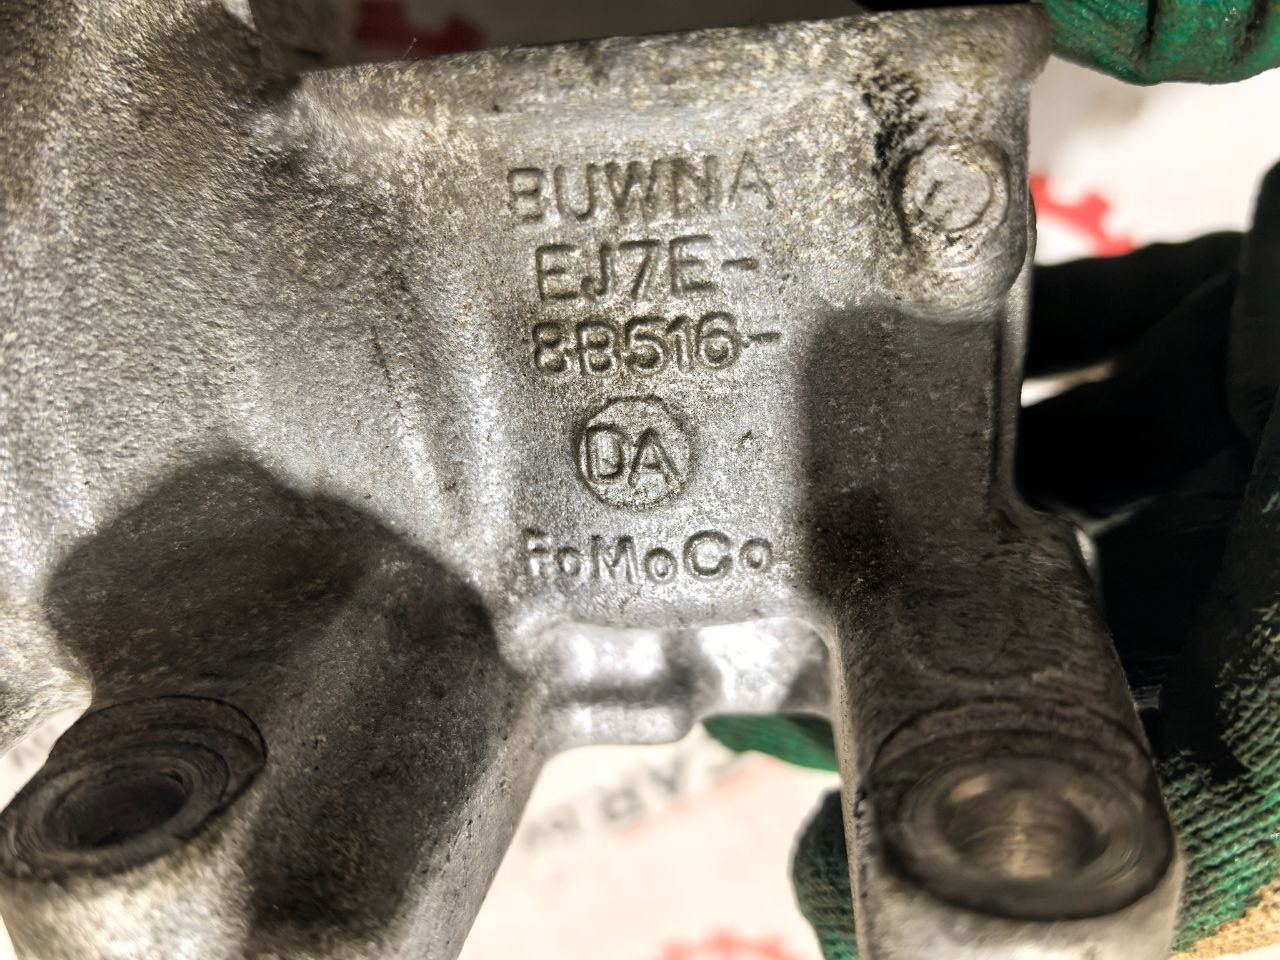 BUWNA
EJ7E-
8B516-
DA
FoMoCo